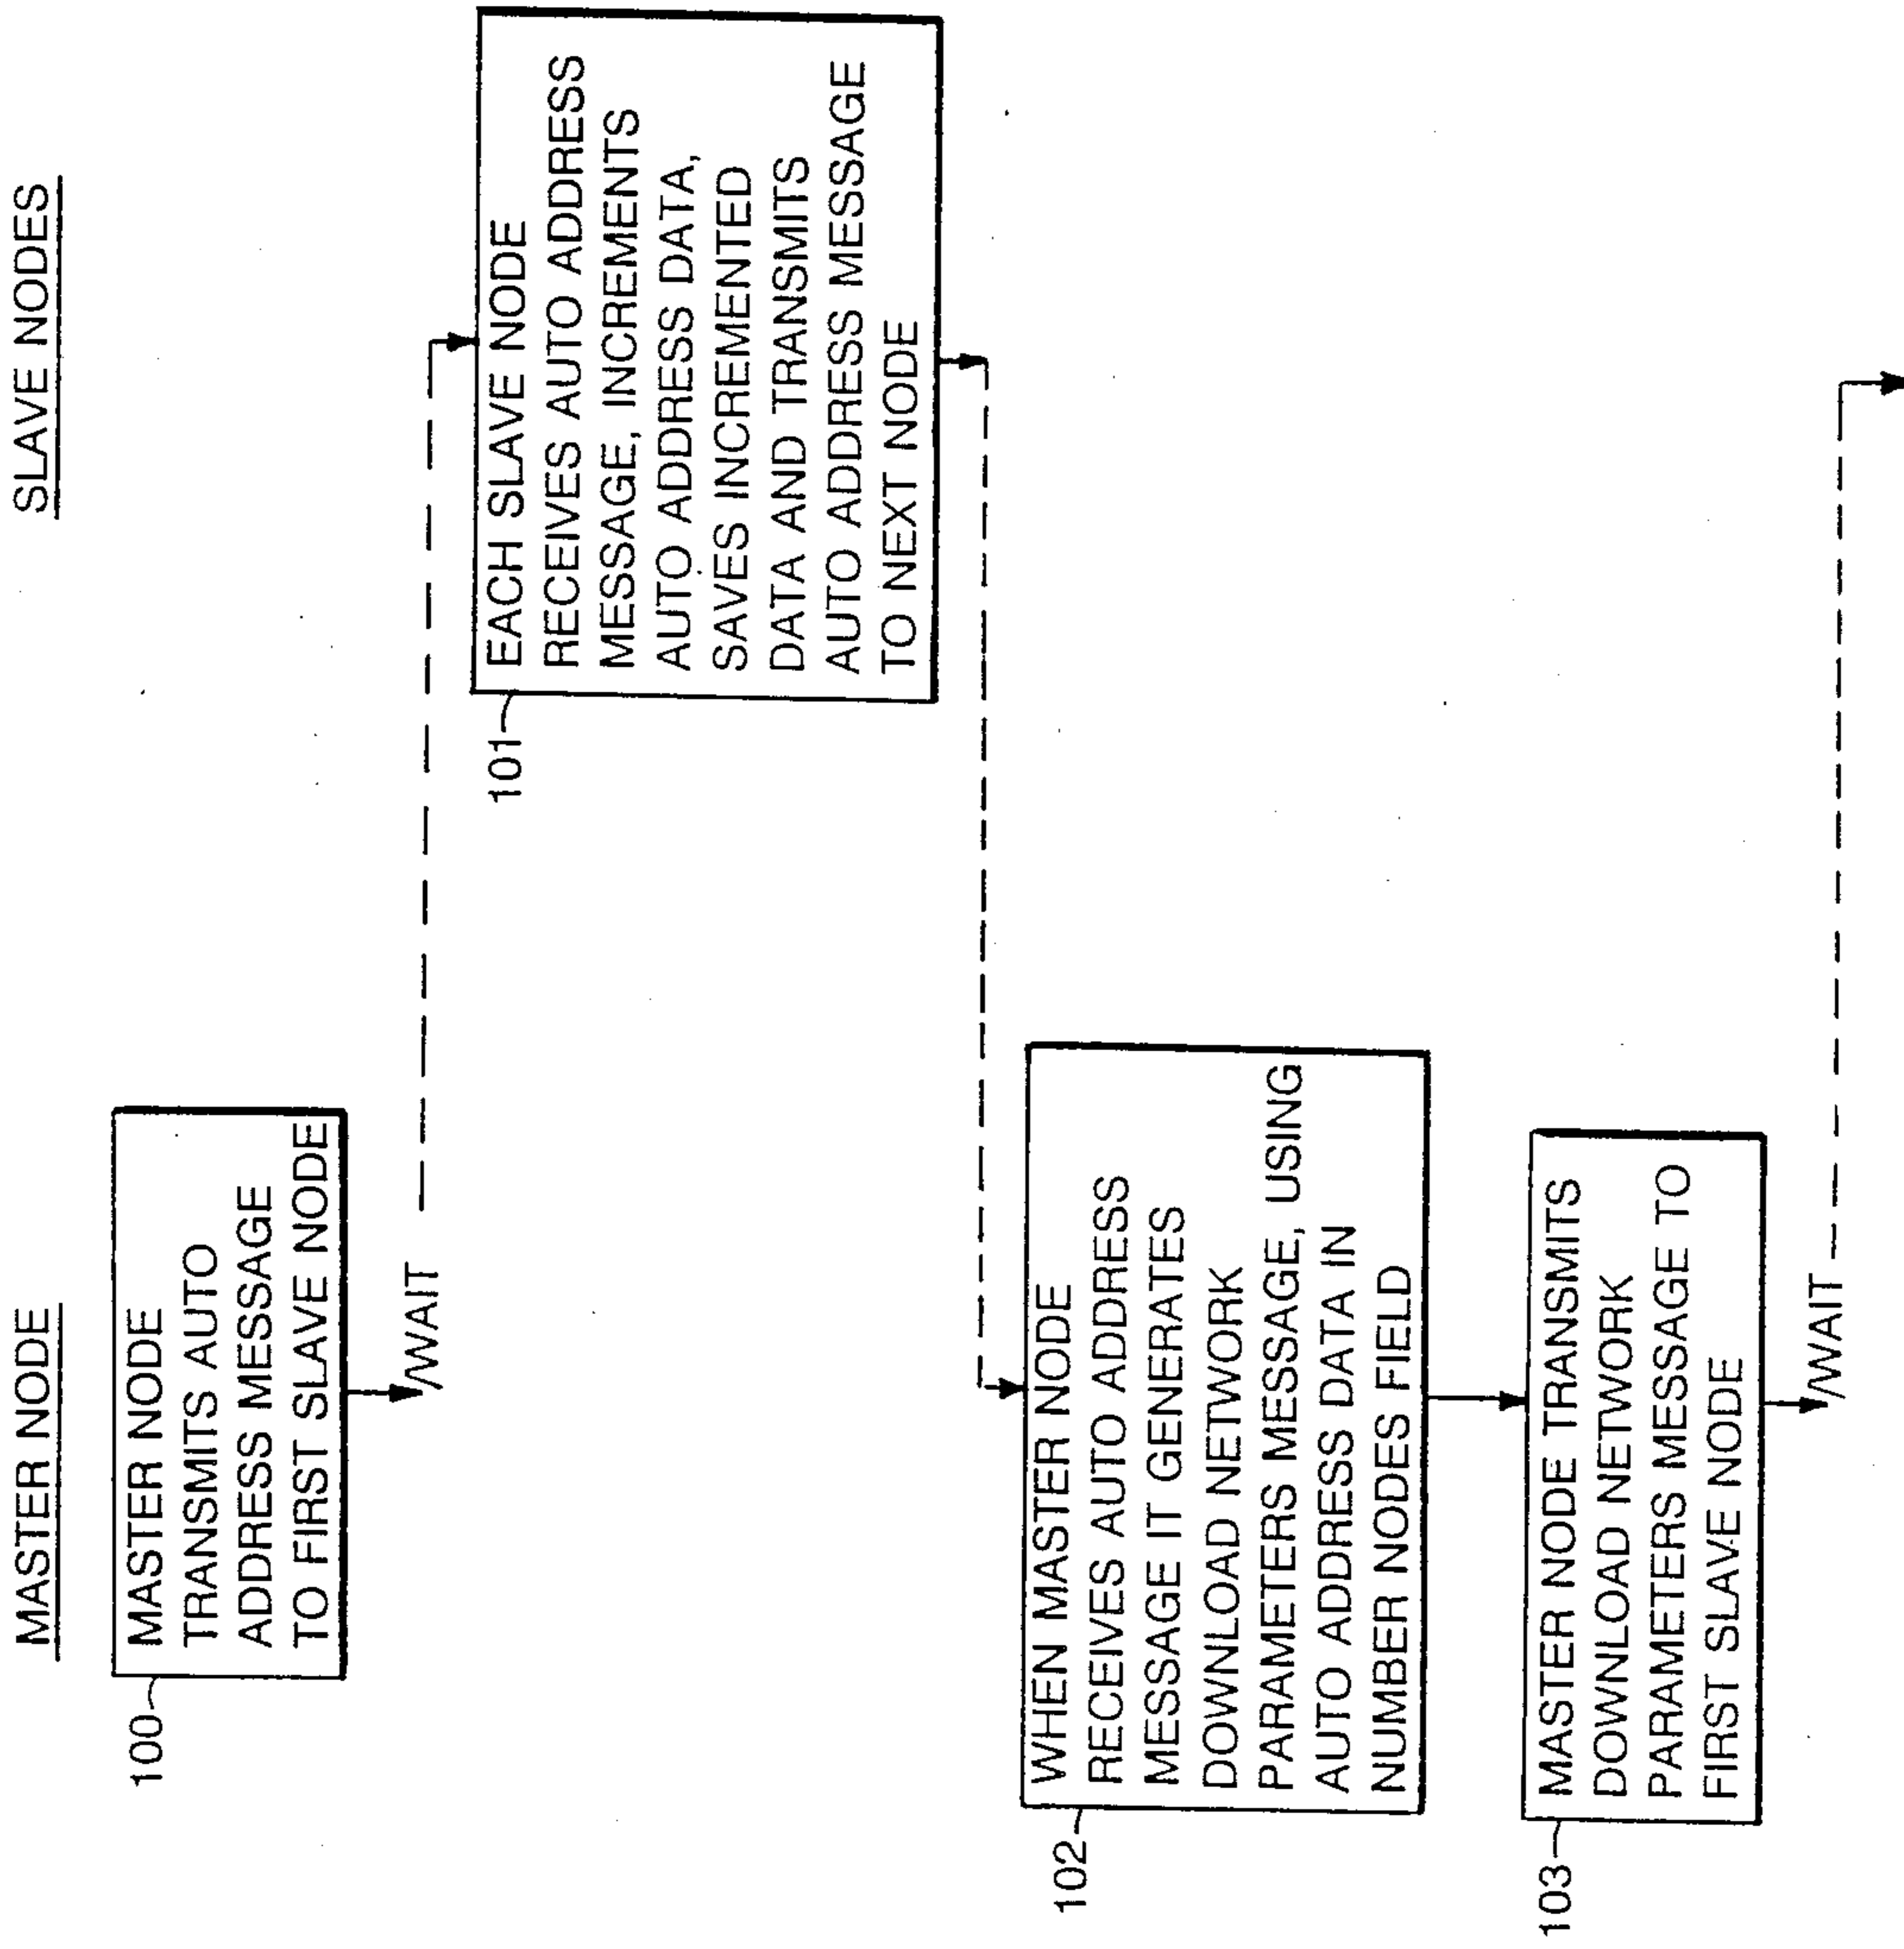 MASTER NODE
SLAVE NODES
100
MASTER NODE
TRANSMITS AUTO
ADDRESS MESSAGE
TO FIRST SLAVE NODE
/WAIT
101
EACH SLAVE NODE
RECEIVES AUTO ADDRESS
MESSAGE, INCREMENTS
AUTO ADDRESS DATA,
SAVES INCREMENTED
DATA AND TRANSMITS
AUTO ADDRESS MESSAGE
TO NEXT NODE
102
WHEN MASTER NODE
RECEIVES AUTO ADDRESS
MESSAGE IT GENERATES
DOWNLOAD NETWORK
PARAMETERS MESSAGE, USING
AUTO ADDRESS DATA IN
NUMBER NODES FIELD
103
MASTER NODE TRANSMITS
DOWNLOAD NETWORK
PARAMETERS MESSAGE TO
FIRST SLAVE NODE
/WAIT